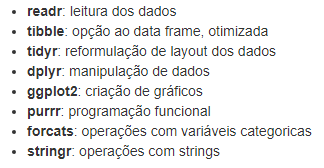 • readr: leitura dos dados
• tibble: opção ao data frame, otimizada
• tidyr: reformulação de layout dos dados
• dplyr: manipulação de dados
• ggplot2: criação de gráficos
• purrr: programação funcional
• forcats: operações com variáveis categoricas
• stringr: operações com strings